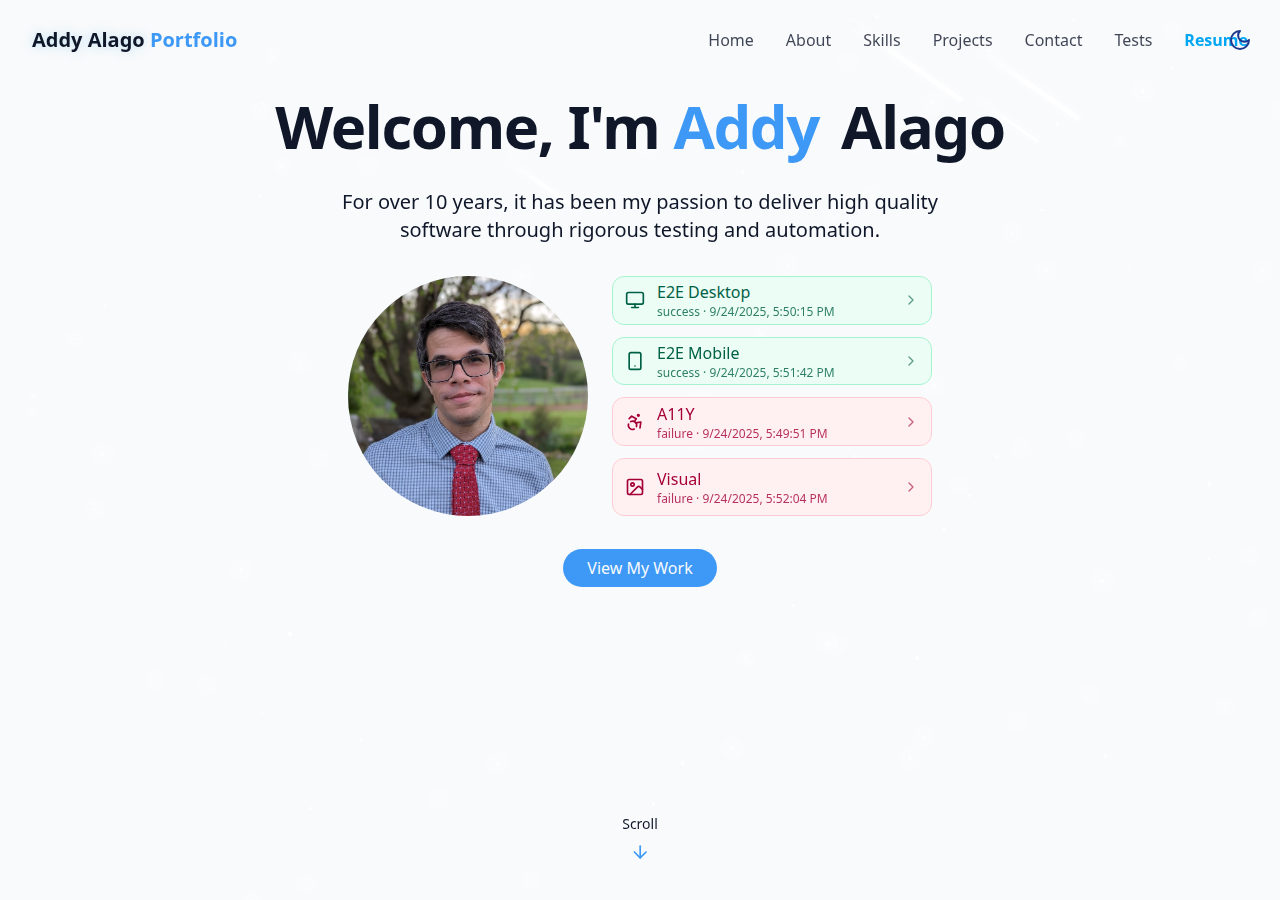 Addy Alago Portfolio
Home About Skills Projects Contact Tests Resume
Welcome, I'm Addy Alago
For over 10 years, it has been my passion to deliver high quality
software through rigorous testing and automation.
E2E Desktop
success · 9/24/2025, 5:50:15 PM
E2E Mobile
success · 9/24/2025, 5:51:42 PM
A11Y
failure · 9/24/2025, 5:49:51 PM
Visual
failure · 9/24/2025, 5:52:04 PM
View My Work
Scroll